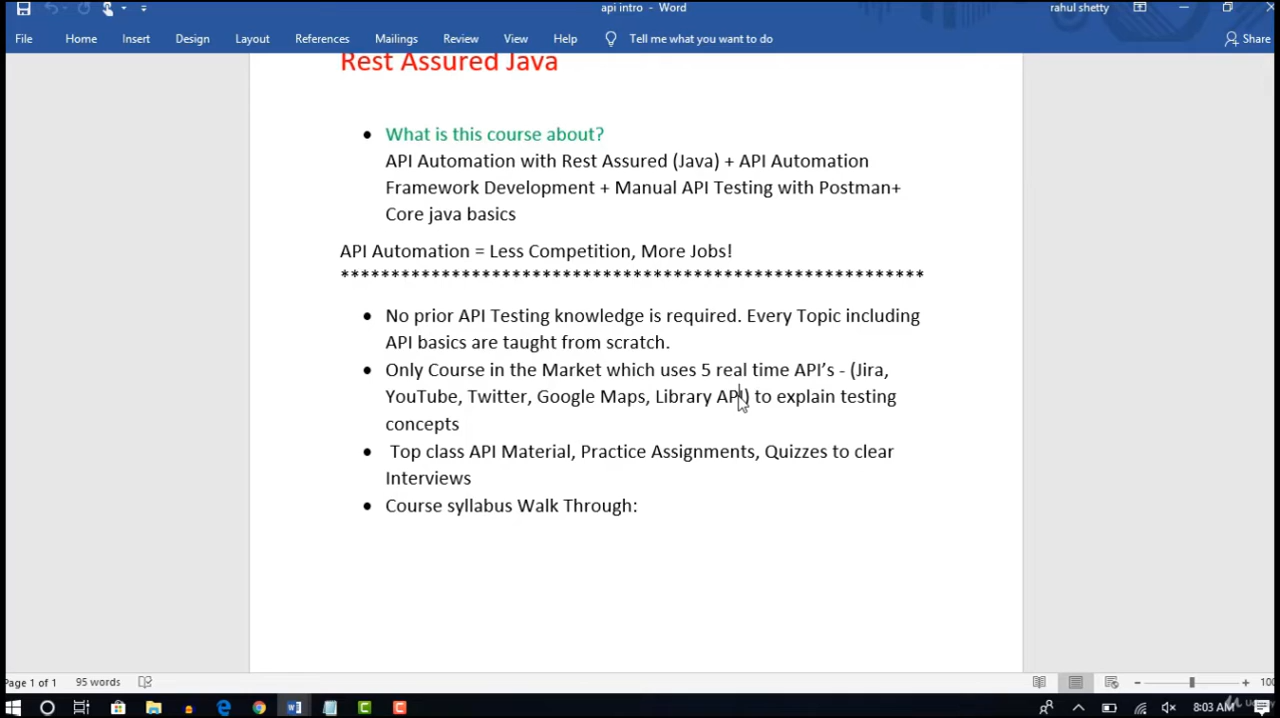 api intro - Word
rahul shetty
File Home Insert Design Layout References Mailings Review View Help Tell me what you want to do Share
Rest Assured Java
• What is this course about?
API Automation with Rest Assured (Java) + API Automation
Framework Development + Manual API Testing with Postman+
Core java basics
API Automation = Less Competition, More Jobs!
**********************************************************
• No prior API Testing knowledge is required. Every Topic including
API basics are taught from scratch.
• Only Course in the Market which uses 5 real time API’s - (Jira,
YouTube, Twitter, Google Maps, Library API) to explain testing
concepts
• Top class API Material, Practice Assignments, Quizzes to clear
Interviews
• Course syllabus Walk Through:
Page 1 of 1 95 words
8:03 AM